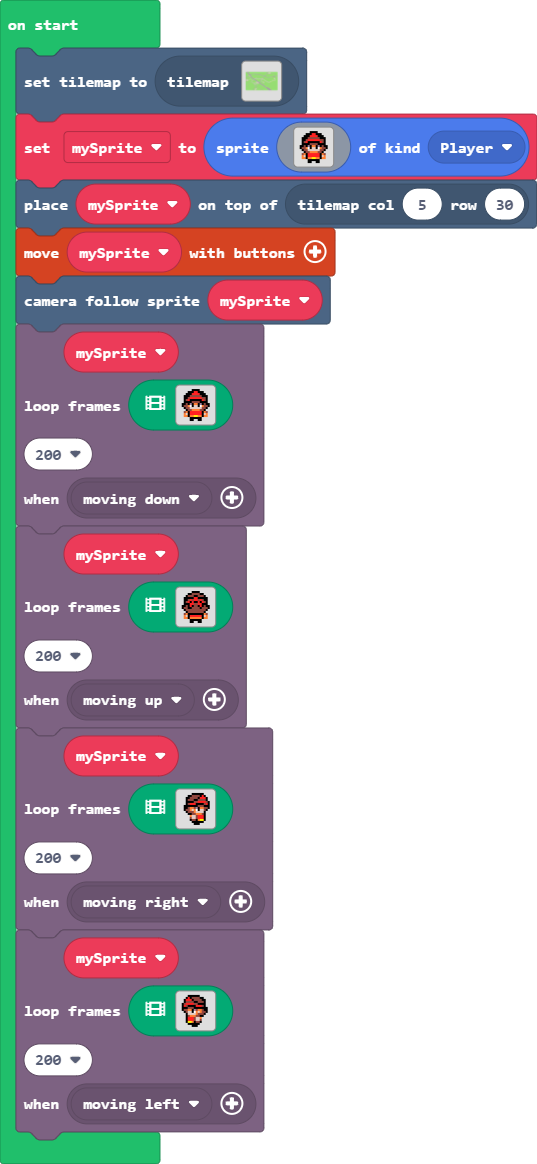 on start
set tilemap to tilemap
set mySprite to sprite of kind Player
place mySprite on top of tilemap col 5 row 30
move mySprite with buttons
camera follow sprite mySprite
mySprite
loop frames
200
when moving down
mySprite
loop frames
200
when moving up
mySprite
loop frames
200
when moving right
mySprite
loop frames
200
when moving left